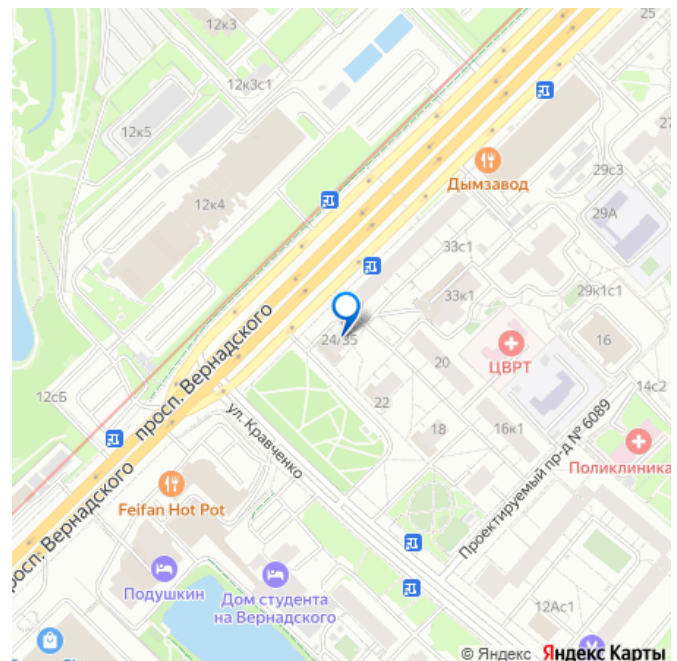 25
12к3
12к3с1
12к5
Дымзавод
12к4
29с3
29А
33с1
33к1
29к1с1
просп. Вернадского
24/35
20
ЦВРТ
16
14с2
12сБ
22
18
16к1
ул. Кравченко
Проектируемый пр-д № 6089
Поликлиника
просп. Вернадского
Feifan Hot Pot
Подушкин
Дом студента
на Вернадского
12Ас1
© Яндекс Яндекс Карты